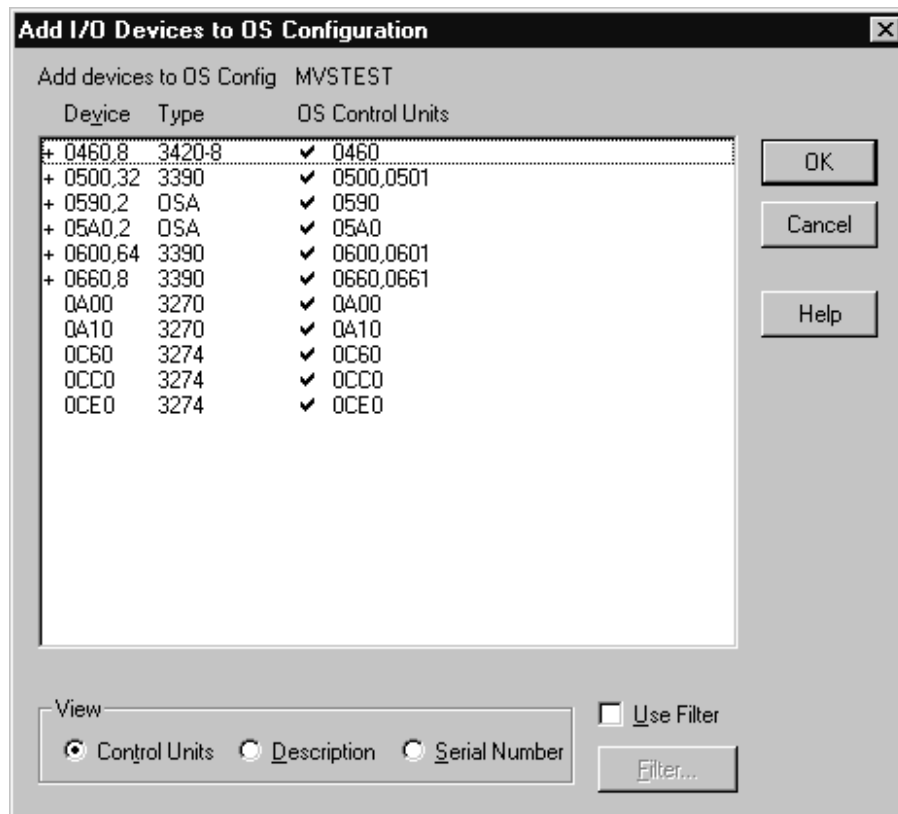 Add I/O Devices to OS Configuration
Add devices to OS Config MVSTEST
Device Type OS Control Units
+ 0460,8 3420-8 ✔ 0460
+ 0500,32 3390 ✔ 0500,0501
+ 0590,2 OSA ✔ 0590
+ 05A0,2 OSA ✔ 05A0
+ 0600,64 3390 ✔ 0600,0601
+ 0660,8 3390 ✔ 0660,0661
0A00 3270 ✔ 0A00
0A10 3270 ✔ 0A10
0C60 3274 ✔ 0C60
0CC0 3274 ✔ 0CC0
0CE0 3274 ✔ 0CE0
OK
Cancel
Help
View
Control Units Description Serial Number
Use Filter
Filter...